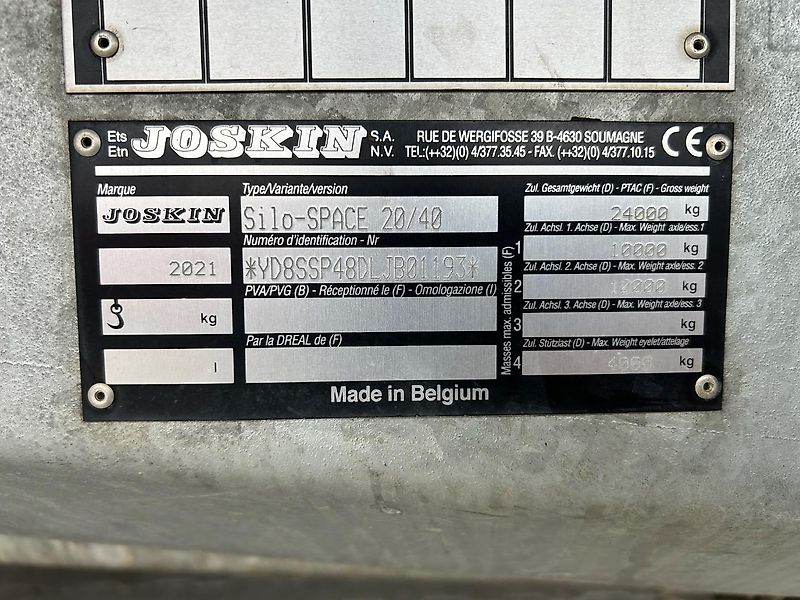 Ets
Etn
JOSKIN
S.A.
N.V.
RUE DE WERGIFOSSE 39 B-4630 SOUMAGNE
TEL.:(++32)(0) 4/377.35.45 - FAX. (++32)(0) 4/377.10.15
CE
Marque
JOSKIN
2021
kg
l
Type/Variante/version
Silo-SPACE 20/40
Numéro d'identification - Nr
*YD8SSP48DLJB01193*
PVA/PVG (B) - Réceptionné le (F) - Omologazione (I)
Par la DREAL de (F)
Masses max. admissibles (F)
Zul. Gesamtgewicht (D) - PTAC (F) - Gross weight
24000 kg
Zul. Achsl. 1. Achse (D) - Max. Weight axle/ess.1
1 10000 kg
Zul. Achsl. 2. Achse (D) - Max. Weight axle/ess. 2
2 10000 kg
Zul. Achsl. 3. Achse (D) - Max. Weight axle/ess. 3
3 kg
Zul. Stützlast (D) - Max. Weight eyelet/attelage
4 4000 kg
Made in Belgium